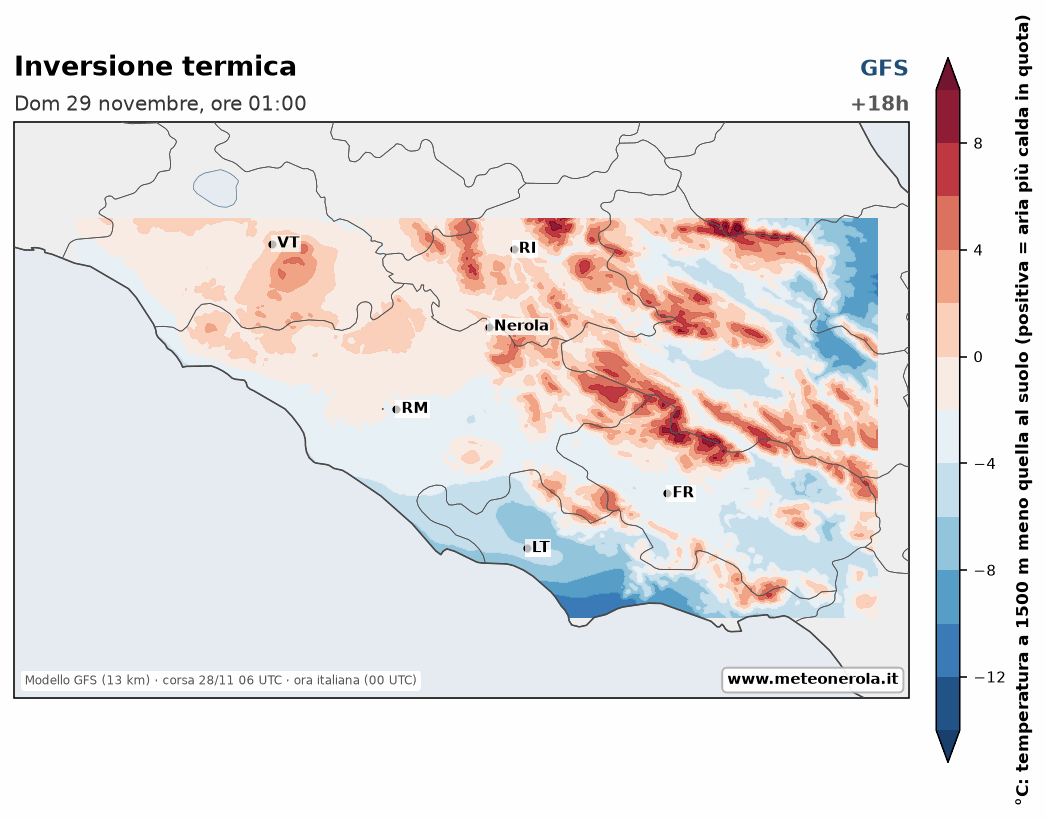 Inversione termica
GFS
Dom 29 novembre, ore 01:00
+18h
VT
RI
Nerola
RM
FR
LT
Modello GFS (13 km) · corsa 28/11 06 UTC · ora italiana (00 UTC)
www.meteonerola.it
8
4
0
−4
−8
−12
°C: temperatura a 1500 m meno quella al suolo (positiva = aria più calda in quota)